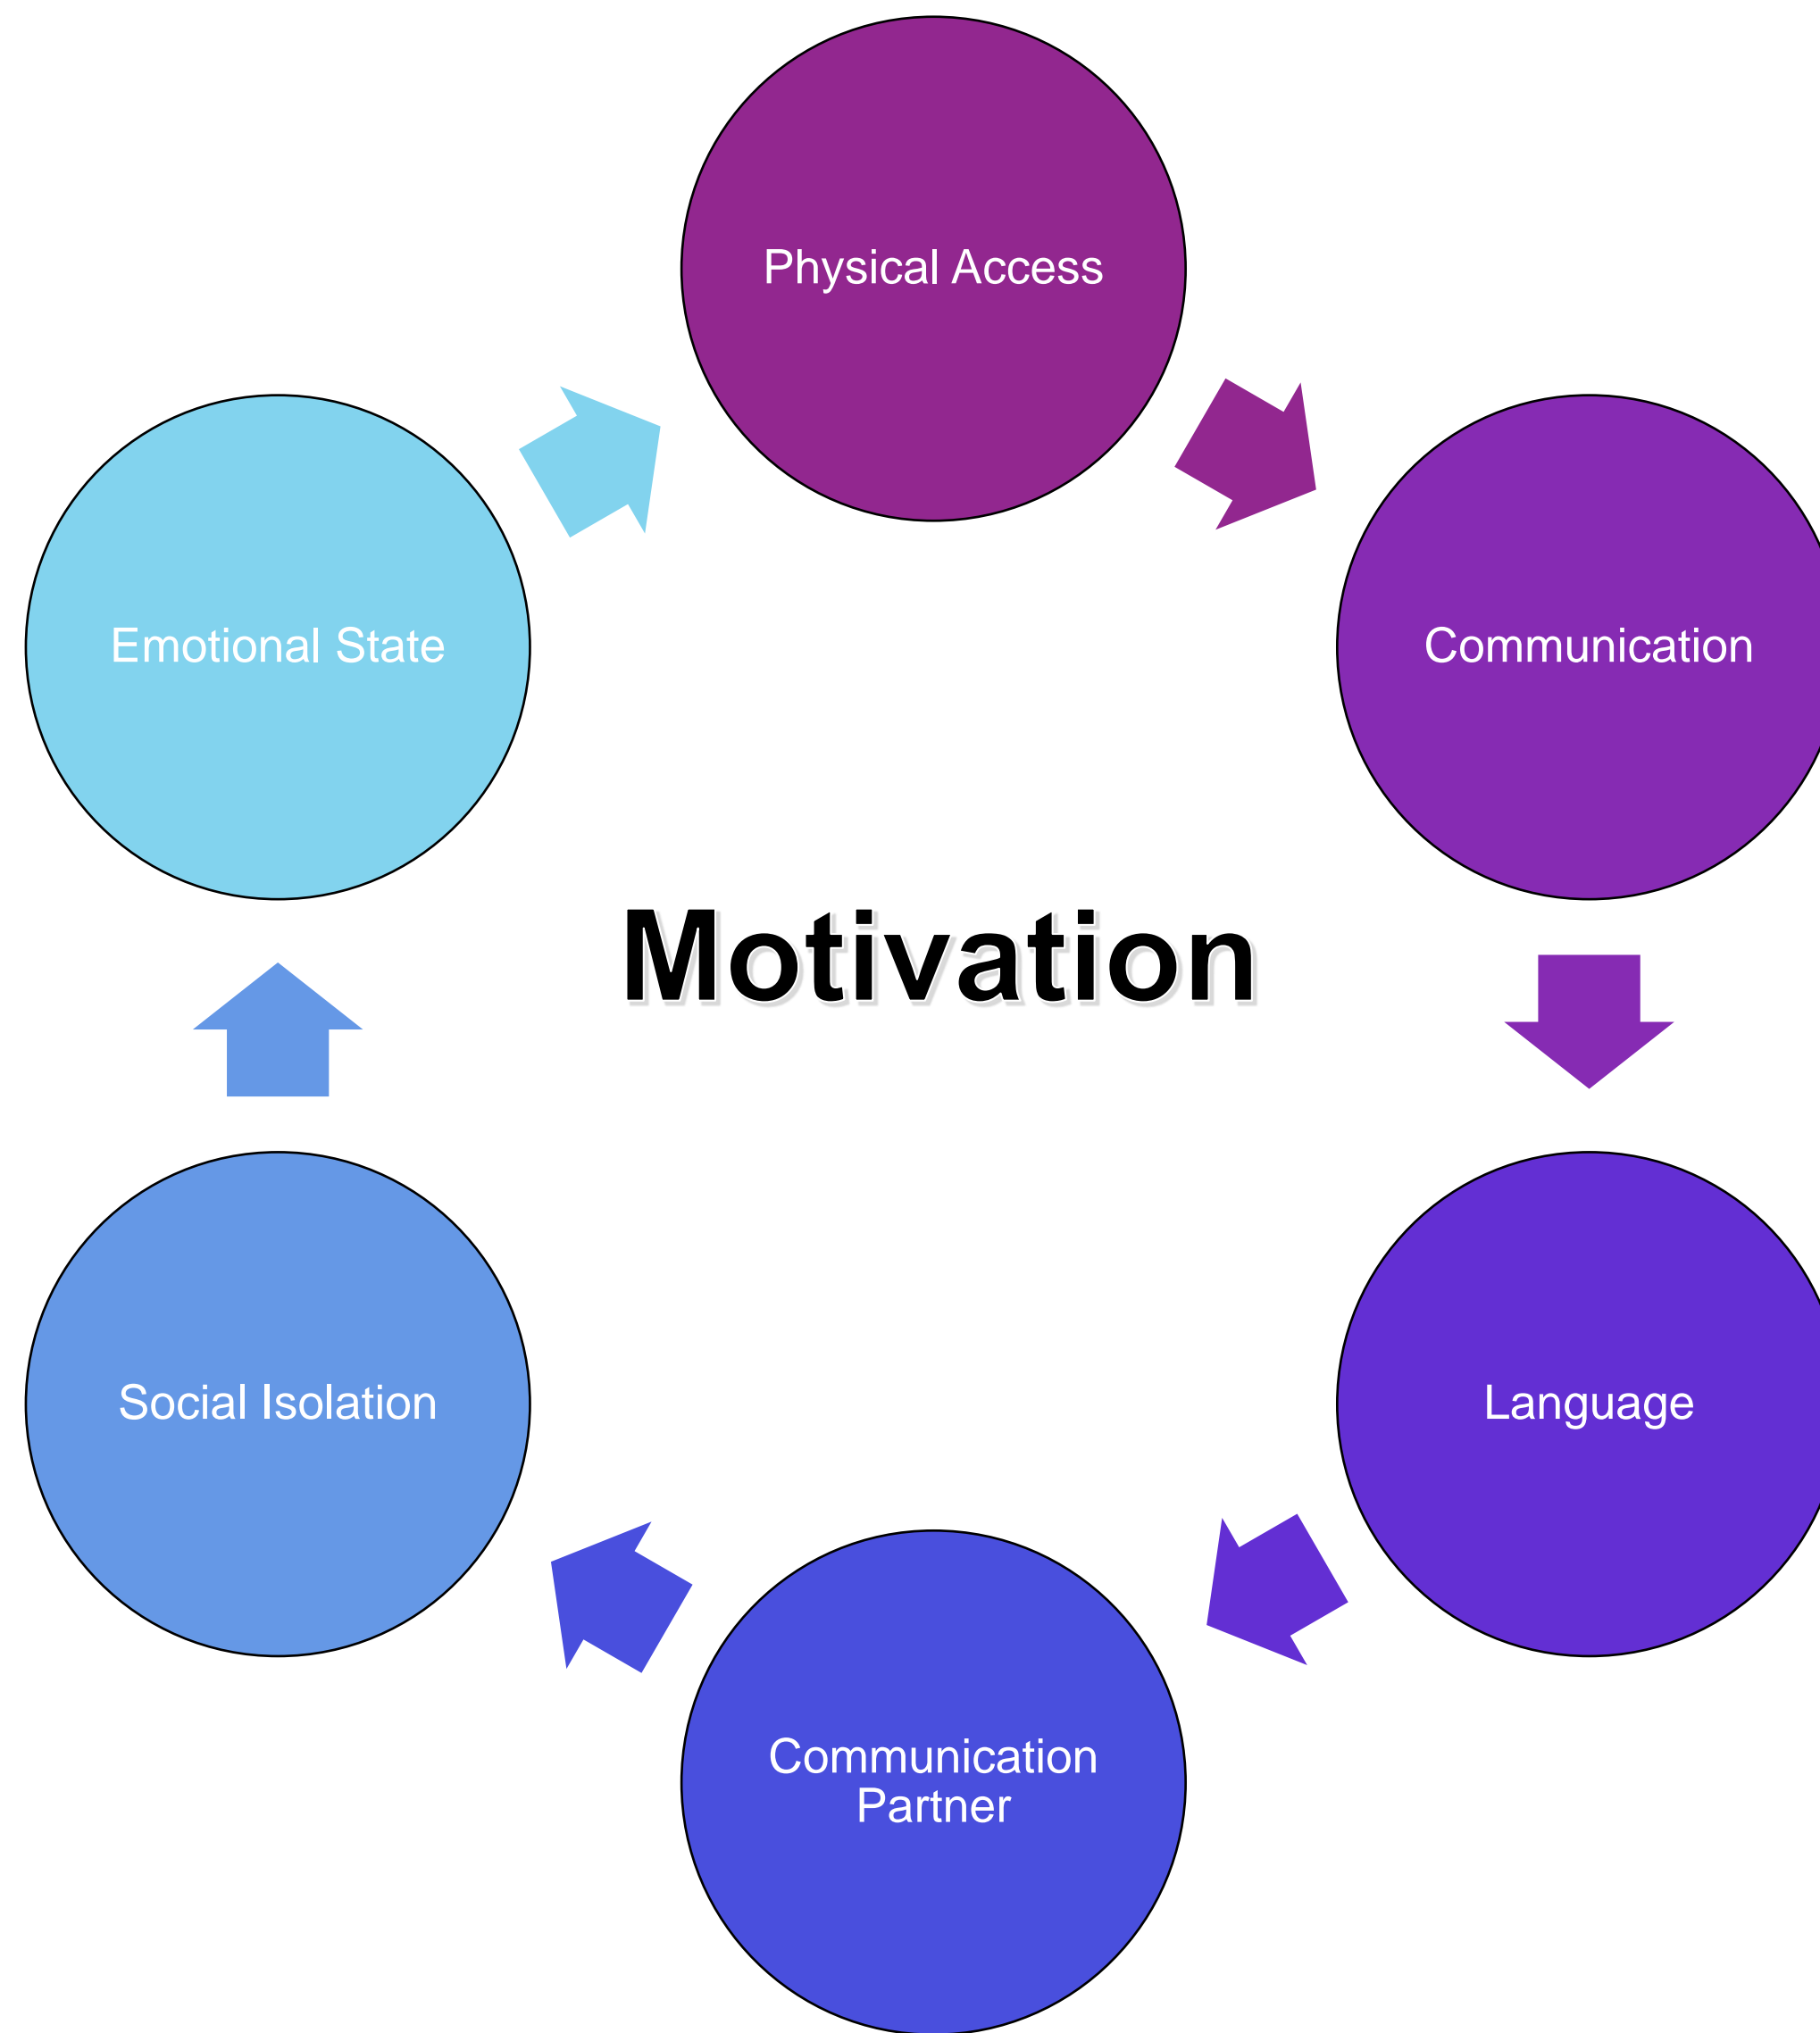 Physical Access
Emotional State
Communication
Motivation
Social Isolation
Language
Communication
Partner